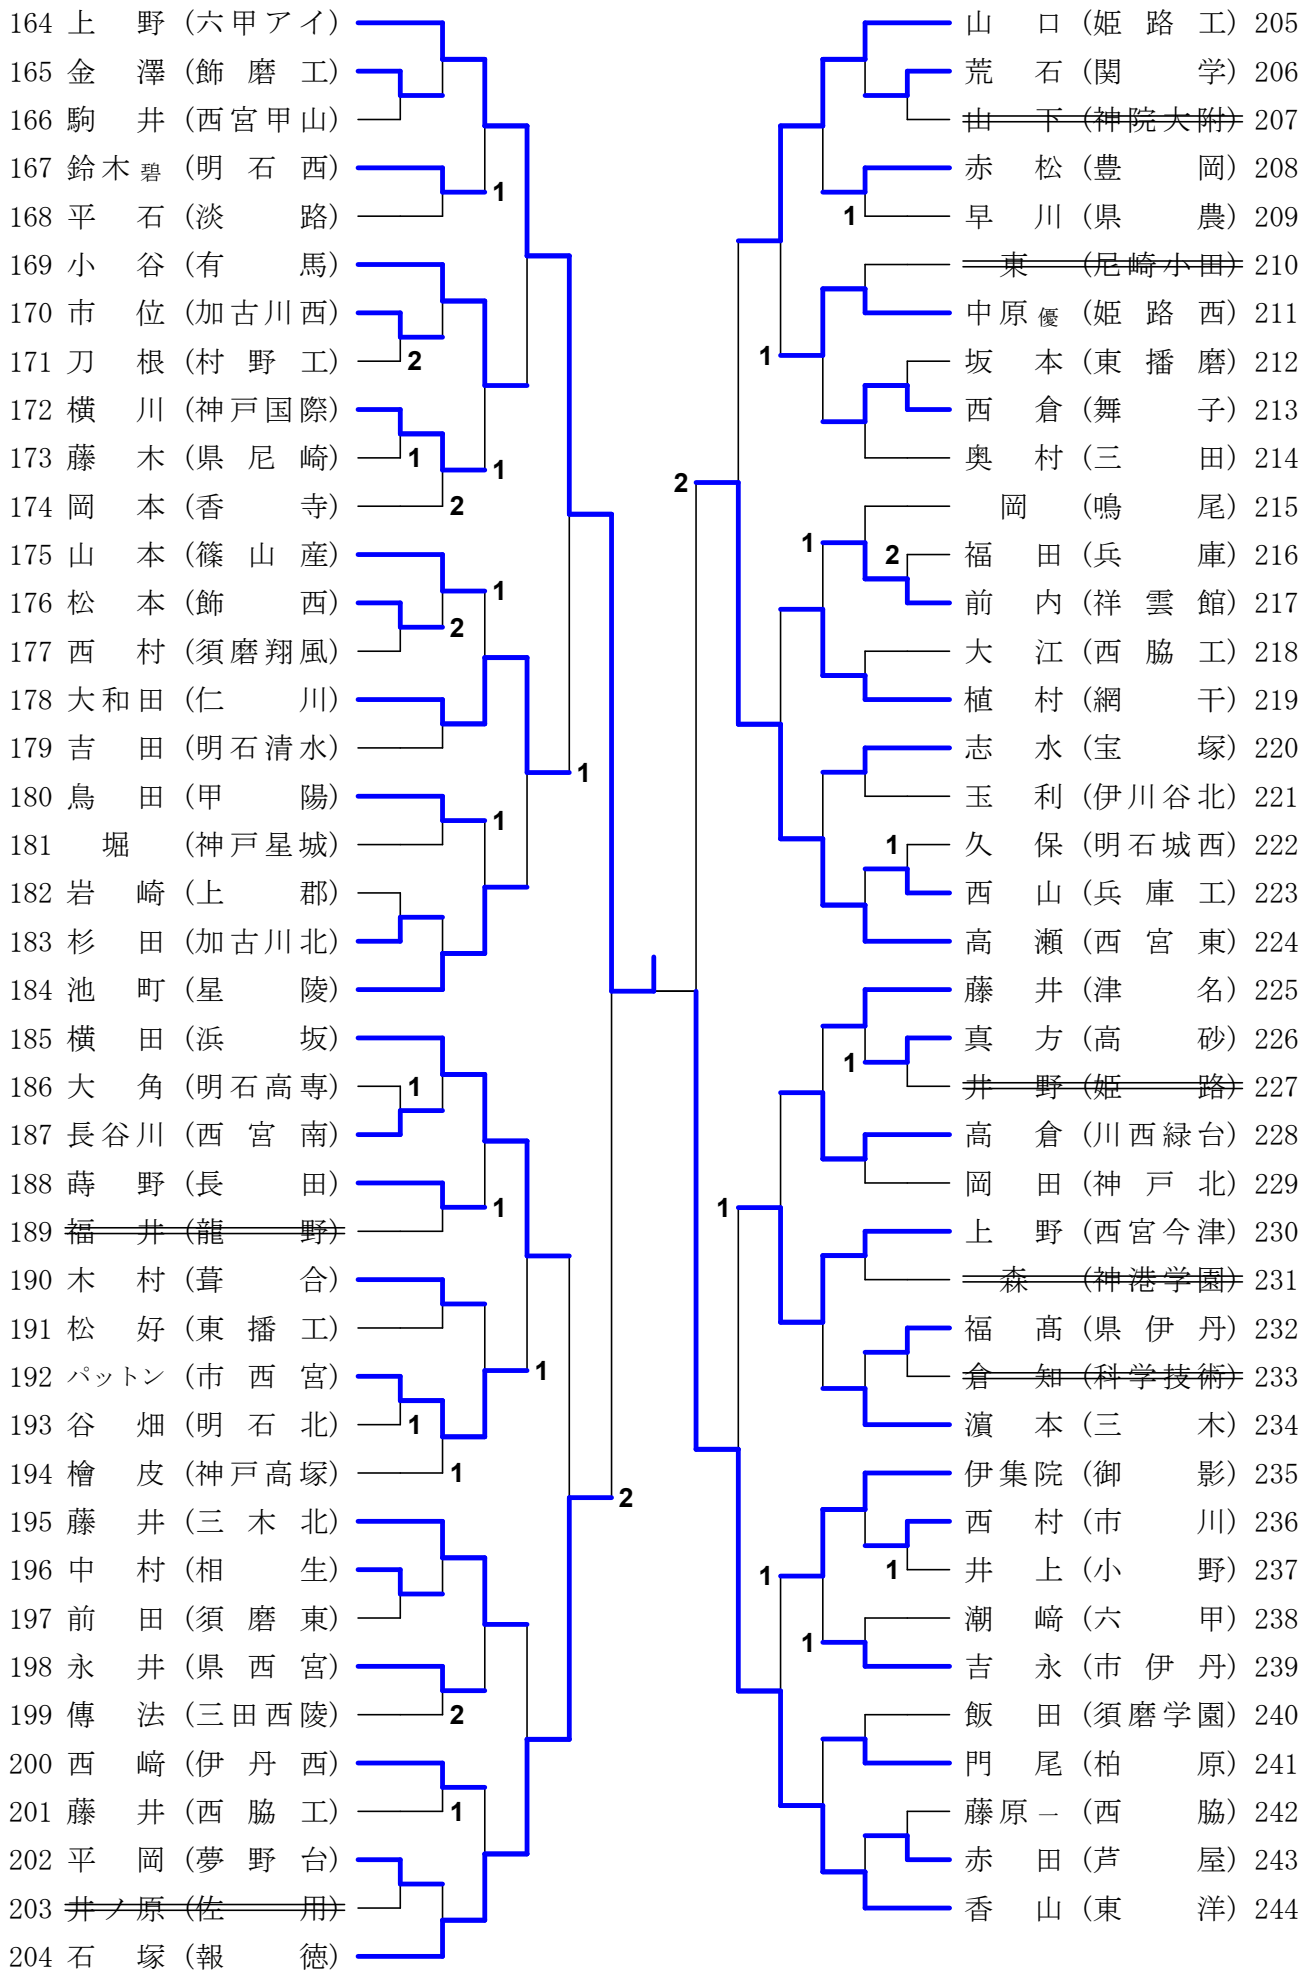 164 上野 (六甲アイ)
165 金澤 (飾磨工)
166 駒井 (西宮甲山)
167 鈴木碧 (明石西)
1
168 平石 (淡路)
169 小谷 (有馬)
170 市位 (加古川西)
171 刀根 (村野工)
2
172 横川 (神戸国際)
173 藤木 (県尼崎)
1
1
174 岡本 (香寺)
2
175 山本 (篠山産)
1
176 松本 (飾西)
2
177 西村 (須磨翔風)
178 大和田 (仁川)
179 吉田 (明石清水)
1
180 鳥田 (甲陽)
1
181 堀 (神戸星城)
182 岩崎 (上郡)
183 杉田 (加古川北)
184 池町 (星陵)
185 横田 (浜坂)
186 大角 (明石高専)
1
187 長谷川 (西宮南)
188 蒔野 (長田)
1
189 福井 (龍野)
190 木村 (葺合)
191 松好 (東播工)
192 パットン (市西宮)
1
193 谷畑 (明石北)
1
194 檜皮 (神戸高塚)
1
2
195 藤井 (三木北)
196 中村 (相生)
197 前田 (須磨東)
198 永井 (県西宮)
199 傳法 (三田西陵)
2
200 西﨑 (伊丹西)
201 藤井 (西脇工)
1
202 平岡 (夢野台)
203 井ノ原 (佐用)
204 石塚 (報徳)
山口 (姫路工) 205
荒石 (関学) 206
山下 (神院大附) 207
赤松 (豊岡) 208
1
早川 (県農) 209
東 (尼崎小田) 210
中原優 (姫路西) 211
1
坂本 (東播磨) 212
西倉 (舞子) 213
奥村 (三田) 214
2
岡 (鳴尾) 215
1
2
福田 (兵庫) 216
前内 (祥雲館) 217
大江 (西脇工) 218
植村 (網干) 219
志水 (宝塚) 220
玉利 (伊川谷北) 221
1
久保 (明石城西) 222
西山 (兵庫工) 223
高瀬 (西宮東) 224
藤井 (津名) 225
真方 (高砂) 226
1
井野 (姫路) 227
高倉 (川西緑台) 228
岡田 (神戸北) 229
1
上野 (西宮今津) 230
森 (神港学園) 231
福髙 (県伊丹) 232
倉知 (科学技術) 233
濵本 (三木) 234
伊集院 (御影) 235
西村 (市川) 236
1
1
井上 (小野) 237
潮﨑 (六甲) 238
1
吉永 (市伊丹) 239
飯田 (須磨学園) 240
門尾 (柏原) 241
藤原一 (西脇) 242
赤田 (芦屋) 243
香山 (東洋) 244